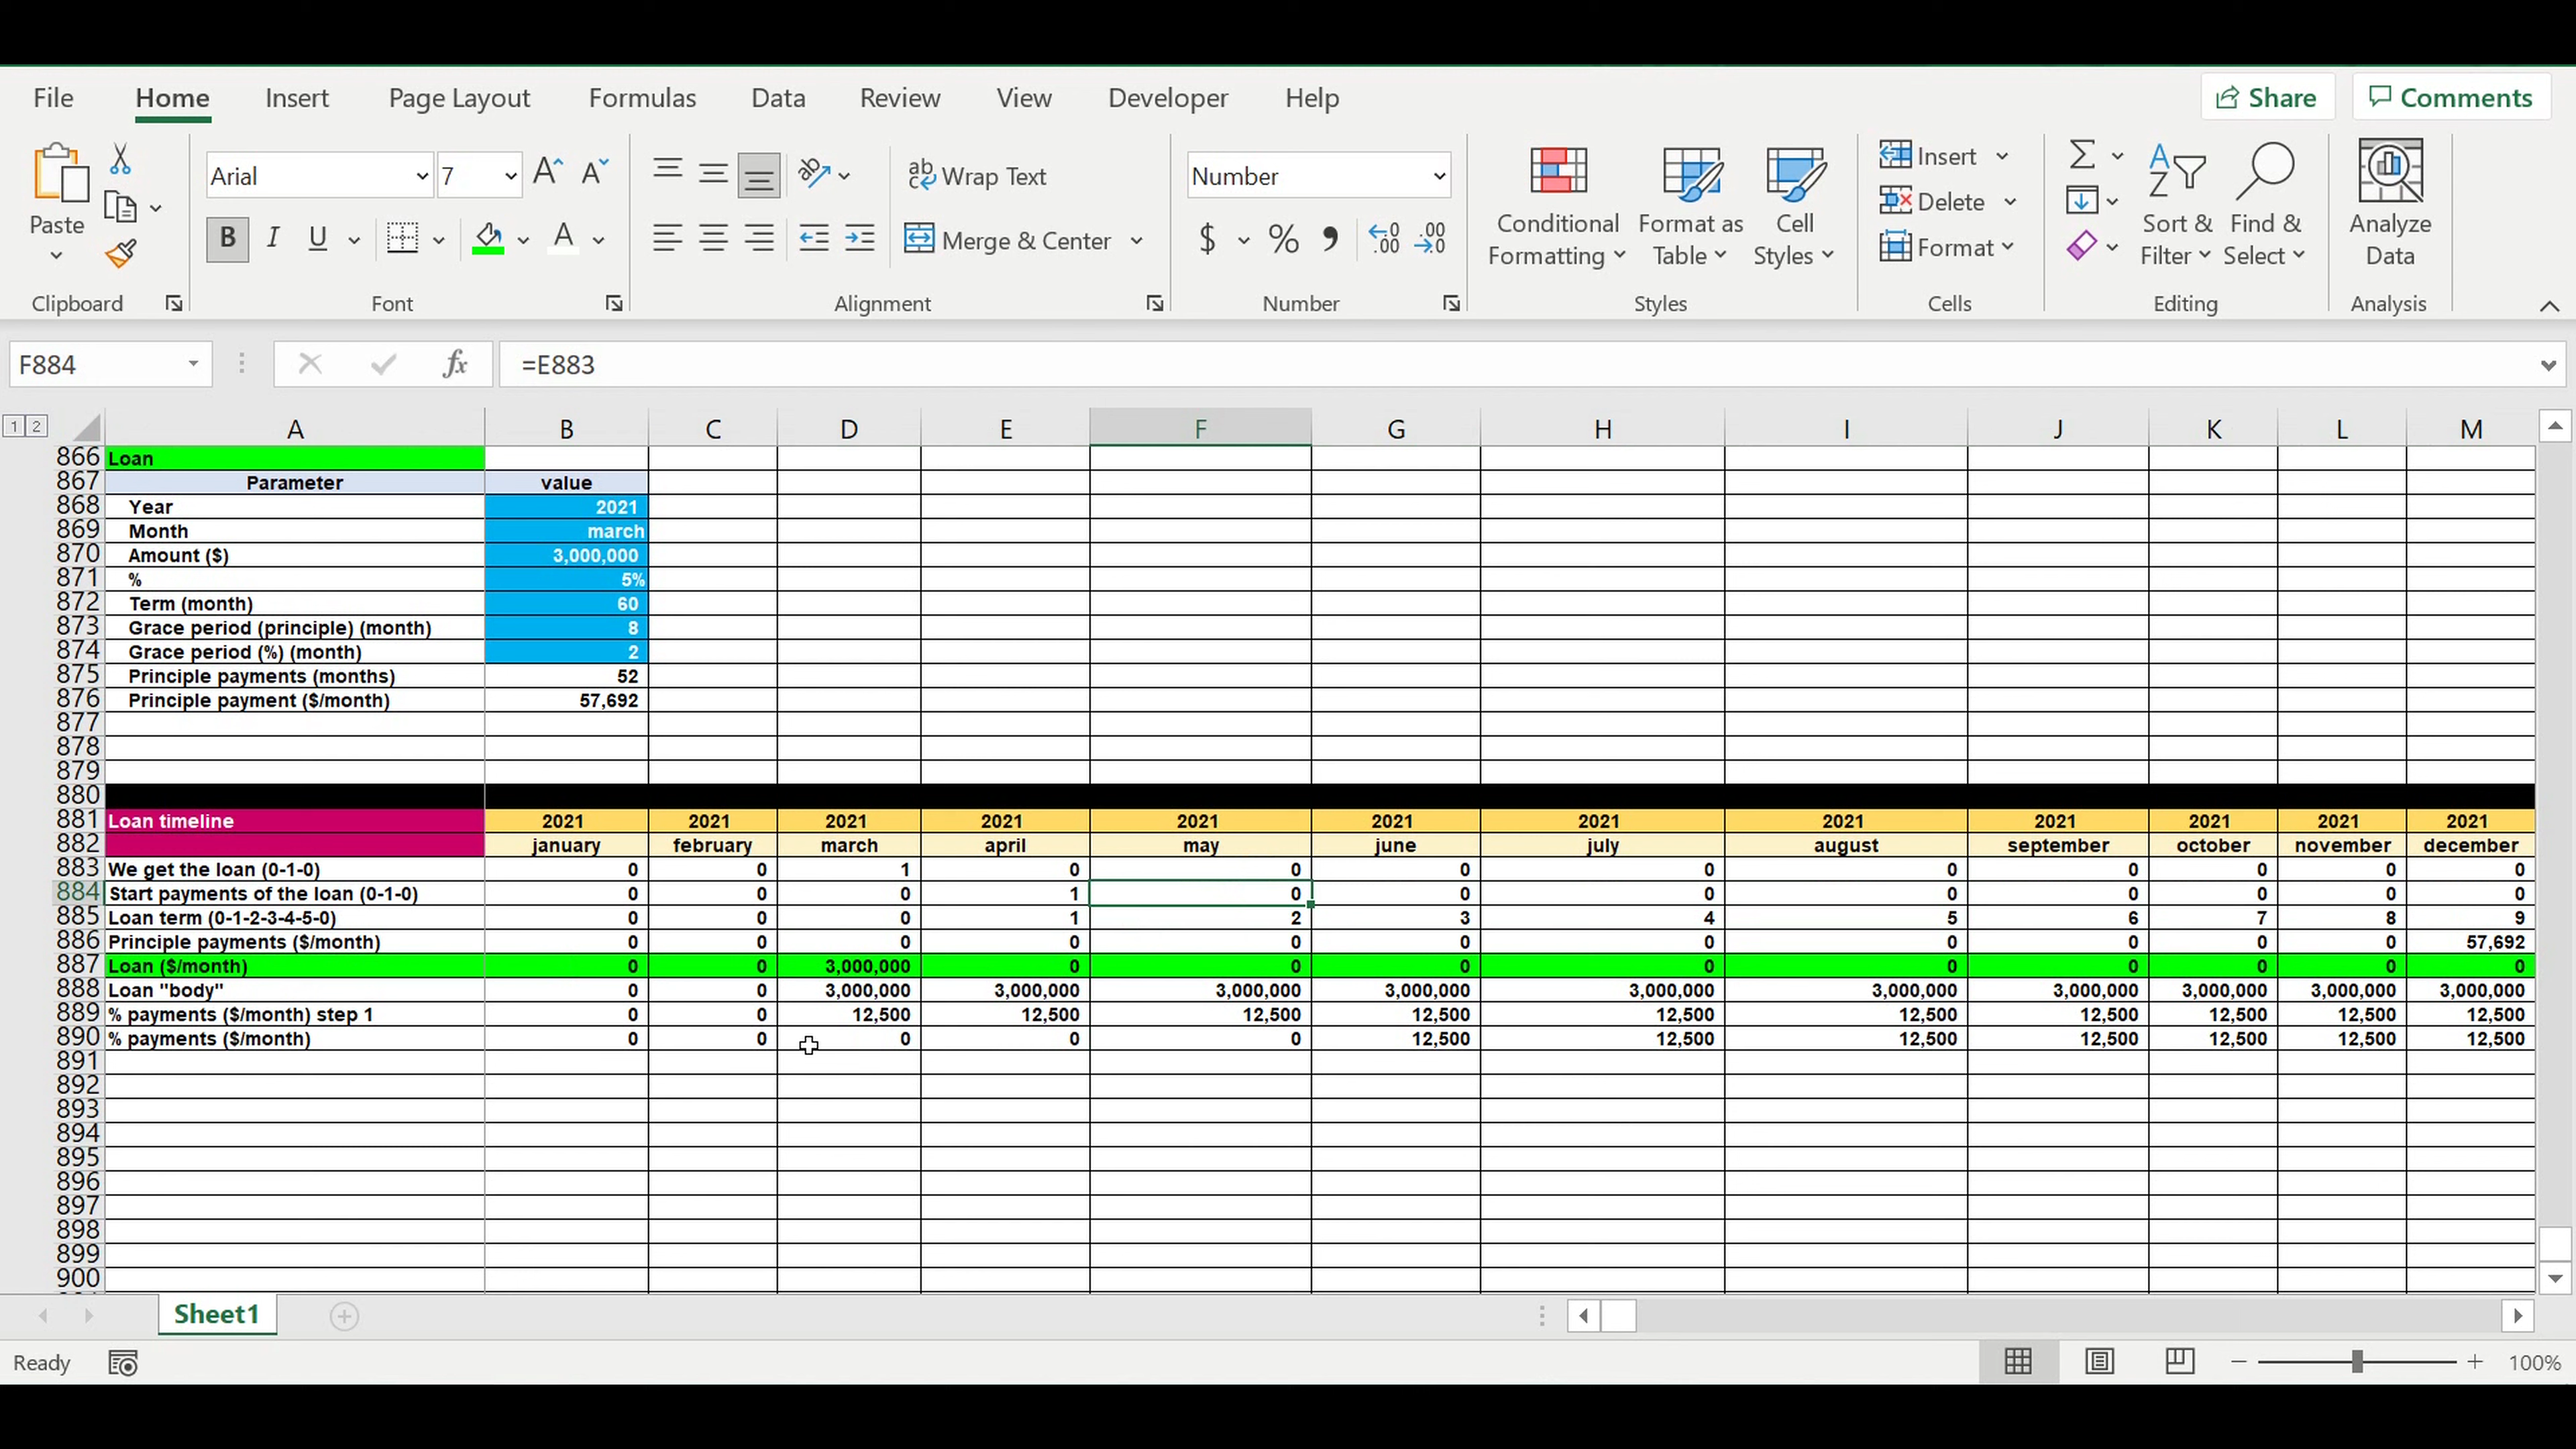 File Home Insert Page Layout Formulas Data Review View Developer Help Share Comments
Paste Arial 7 Wrap Text Number Insert
Delete
B I U Merge & Center $ % Conditional Formatting Format as Table Cell Styles Format Sort & Filter Find & Select Analyze Data
Clipboard Font Alignment Number Styles Cells Editing Analysis
F884 fx =E883
1 2 A B C D E F G H I J K L M
866 Loan
867 Parameter value
868 Year 2021
869 Month march
870 Amount ($) 3,000,000
871 % 5%
872 Term (month) 60
873 Grace period (principle) (month) 8
874 Grace period (%) (month) 2
875 Principle payments (months) 52
876 Principle payment ($/month) 57,692
877
878
879
880
881 Loan timeline 2021 2021 2021 2021 2021 2021 2021 2021 2021 2021 2021 2021
882 january february march april may june july august september october november december
883 We get the loan (0-1-0) 0 0 1 0 0 0 0 0 0 0 0 0
884 Start payments of the loan (0-1-0) 0 0 0 1 0 0 0 0 0 0 0 0
885 Loan term (0-1-2-3-4-5-0) 0 0 0 1 2 3 4 5 6 7 8 9
886 Principle payments ($/month) 0 0 0 0 0 0 0 0 0 0 0 57,692
887 Loan ($/month) 0 0 3,000,000 0 0 0 0 0 0 0 0 0
888 Loan "body" 0 0 3,000,000 3,000,000 3,000,000 3,000,000 3,000,000 3,000,000 3,000,000 3,000,000 3,000,000 3,000,000
889 % payments ($/month) step 1 0 0 12,500 12,500 12,500 12,500 12,500 12,500 12,500 12,500 12,500 12,500
890 % payments ($/month) 0 0 0 0 0 12,500 12,500 12,500 12,500 12,500 12,500 12,500
891
892
893
894
895
896
897
898
899
900
Sheet1
Ready 100%